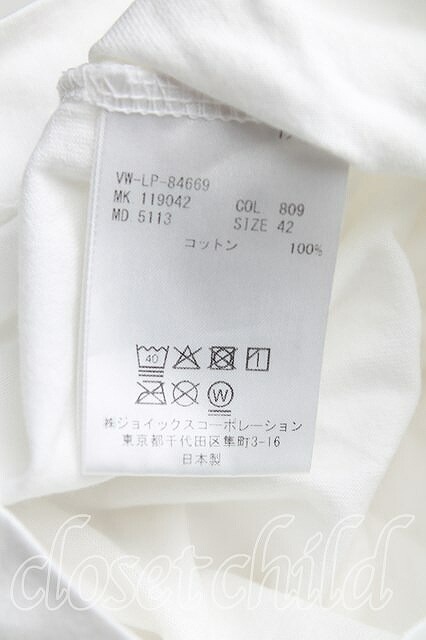 VW-LP-84669
MK 119042 COL 809
MD 5113 SIZE 42
コットン 100%
40
W
㈱ジョイックスコーポレーション
東京都千代田区隼町3-16
日本製
closet child